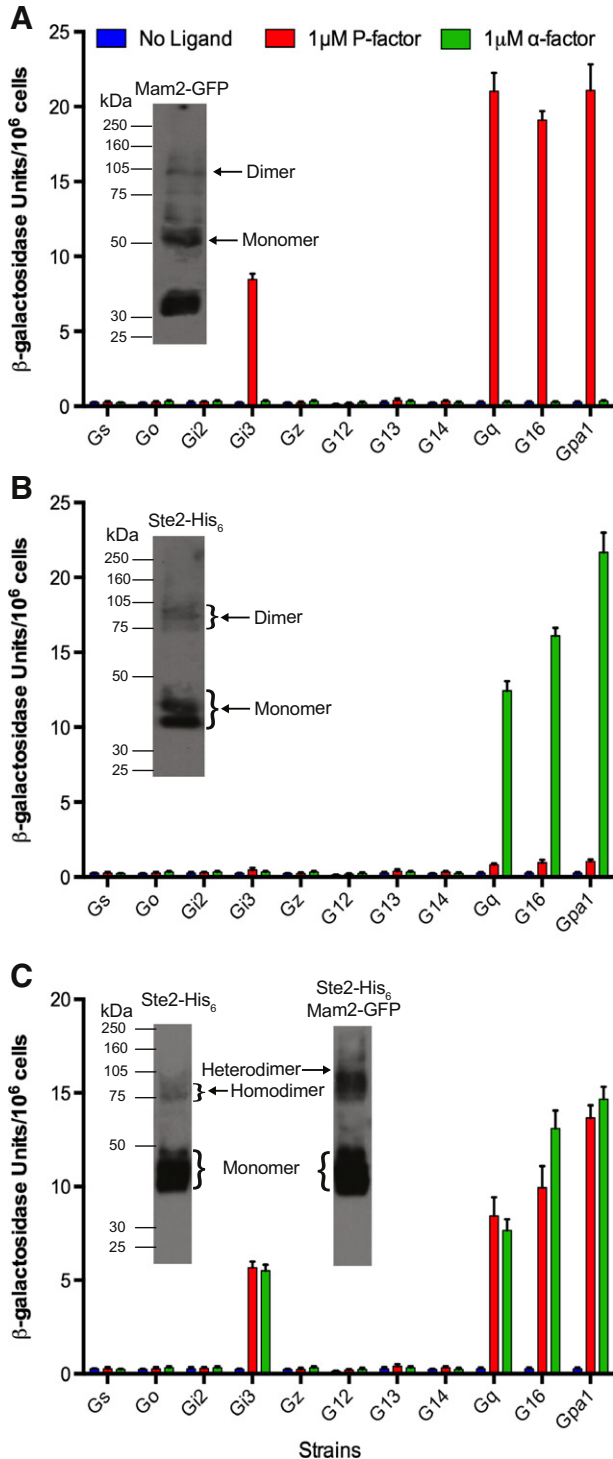 A
No Ligand
1µM P-factor
1µM α-factor
β-galactosidase Units/10⁶ cells
25
20
15
10
5
0
kDa
Mam2-GFP
250
160
105
75
50
30
25
Dimer
Monomer
Gs
Go
Gi2
Gi3
Gz
G12
G13
G14
Gq
G16
Gpa1
B
β-galactosidase Units/10⁶ cells
25
20
15
10
5
0
kDa
Ste2-His₆
250
160
105
75
50
30
25
Dimer
Monomer
Gs
Go
Gi2
Gi3
Gz
G12
G13
G14
Gq
G16
Gpa1
C
β-galactosidase Units/10⁶ cells
20
15
10
5
0
kDa
Ste2-His₆
250
160
105
75
50
30
25
Ste2-His₆
Mam2-GFP
Heterodimer
Homodimer
Monomer
Gs
Go
Gi2
Gi3
Gz
G12
G13
G14
Gq
G16
Gpa1
Strains